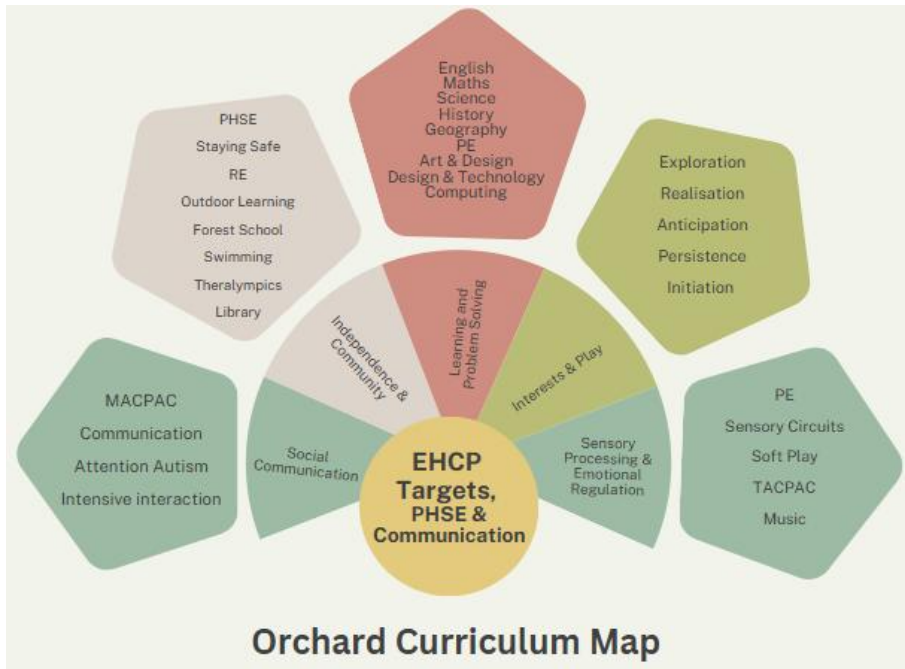 English
Maths
Science
History
Geography
PE
Art & Design
Design & Technology
Computing
PHSE
Staying Safe
RE
Outdoor Learning
Forest School
Swimming
Theralympics
Library
Exploration
Realisation
Anticipation
Persistence
Initiation
MACPAC
Communication
Attention Autism
Intensive interaction
PE
Sensory Circuits
Soft Play
TACPAC
Music
Social
Communication
Independence &
Community
Learning and
Problem Solving
Interests & Play
Sensory
Processing &
Emotional
Regulation
EHCP
Targets,
PHSE &
Communication
Orchard Curriculum Map